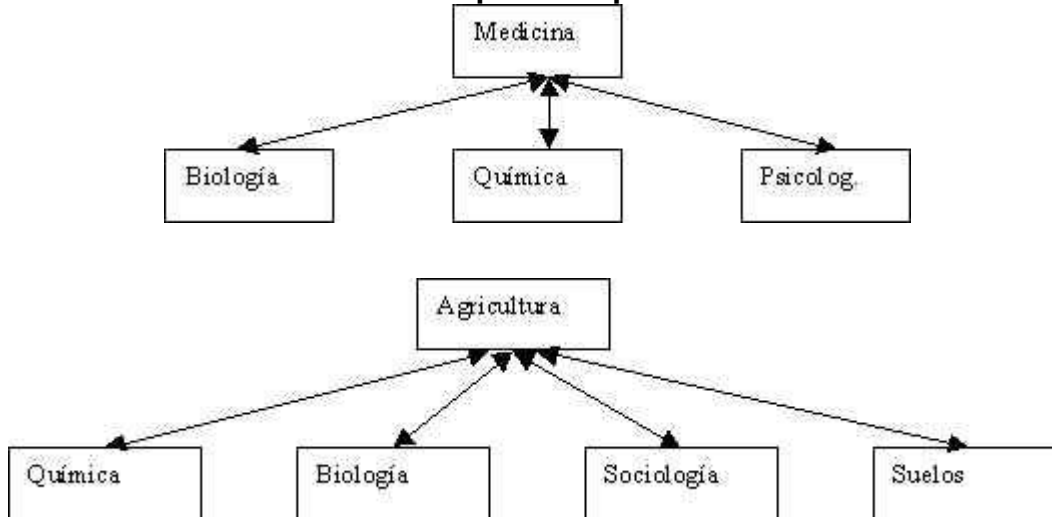 Medicina
Biología
Química
Psicolog.
Agricultura
Química
Biología
Sociología
Suelos